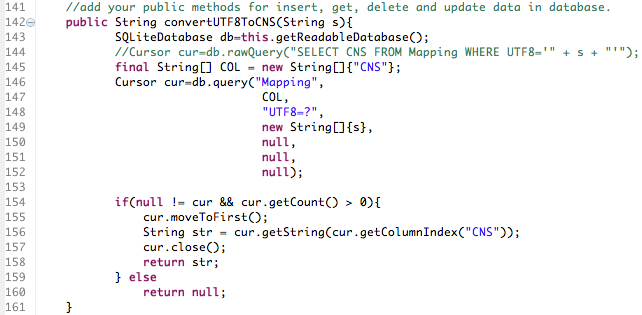 141 //add your public methods for insert, get, delete and update data in database.
142 public String convertUTF8ToCNS(String s){
143 SQLiteDatabase db=this.getReadableDatabase();
144 //Cursor cur=db.rawQuery("SELECT CNS FROM Mapping WHERE UTF8='" + s + "'");
145 final String[] COL = new String[]{"CNS"};
146 Cursor cur=db.query("Mapping",
147 COL,
148 "UTF8=?",
149 new String[]{s},
150 null,
151 null,
152 null);
153
154 if(null != cur && cur.getCount() > 0){
155 cur.moveToFirst();
156 String str = cur.getString(cur.getColumnIndex("CNS"));
157 cur.close();
158 return str;
159 } else
160 return null;
161 }